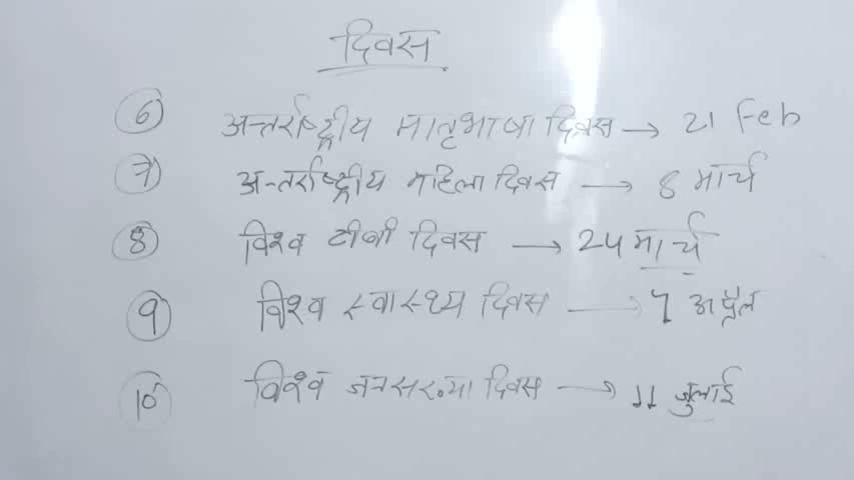 दिवस
6 अन्तर्राष्ट्रीय मातृभाषा दिवस → 21 Feb
7 अन्तर्राष्ट्रीय महिला दिवस → 8 मार्च
8 विश्व टीबी दिवस → 24 मार्च
9 विश्व स्वास्थ्य दिवस → 7 अप्रैल
10 विश्व जनसंख्या दिवस → 11 जुलाई